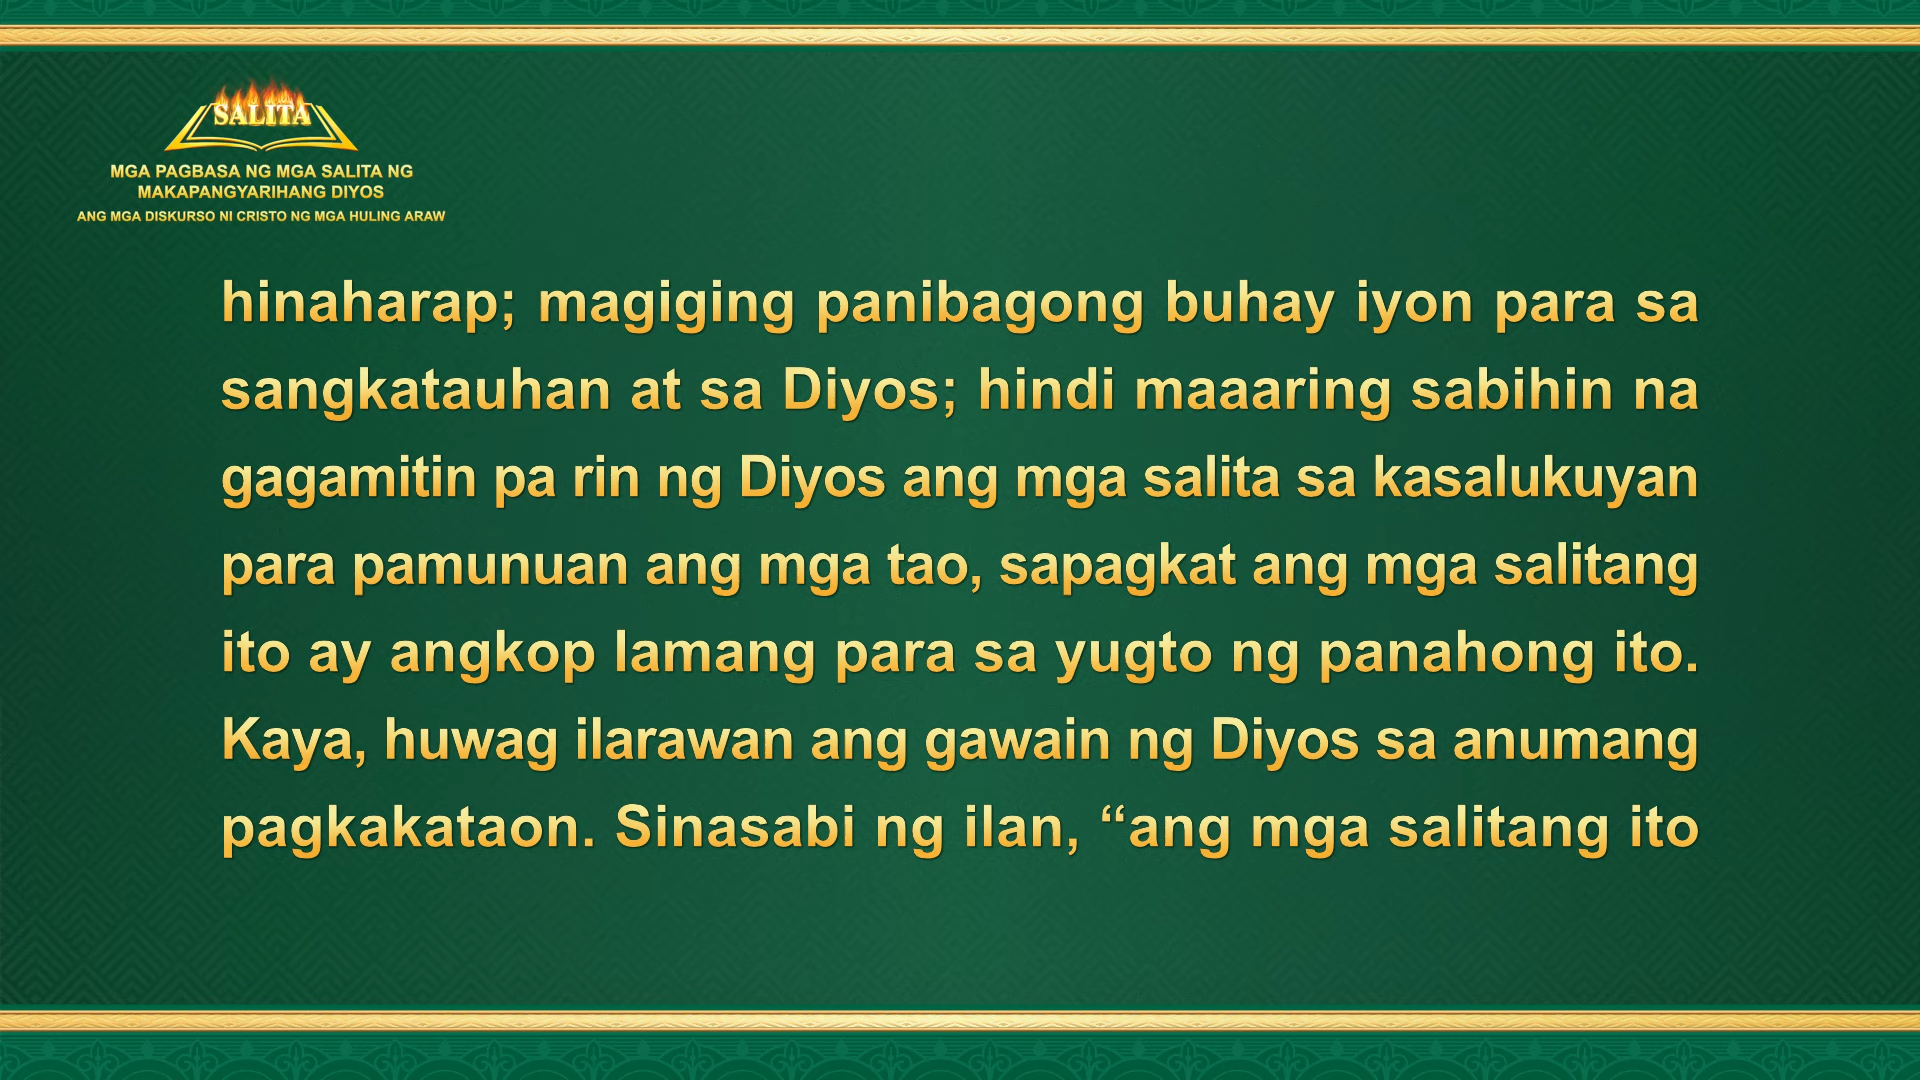 SALITA
MGA PAGBASA NG MGA SALITA NG
MAKAPANGYARIHANG DIYOS
ANG MGA DISKURSO NI CRISTO NG MGA HULING ARAW
hinaharap; magiging panibagong buhay iyon para sa
sangkatauhan at sa Diyos; hindi maaaring sabihin na
gagamitin pa rin ng Diyos ang mga salita sa kasalukuyan
para pamunuan ang mga tao, sapagkat ang mga salitang
ito ay angkop lamang para sa yugto ng panahong ito.
Kaya, huwag ilarawan ang gawain ng Diyos sa anumang
pagkakataon. Sinasabi ng ilan, “ang mga salitang ito